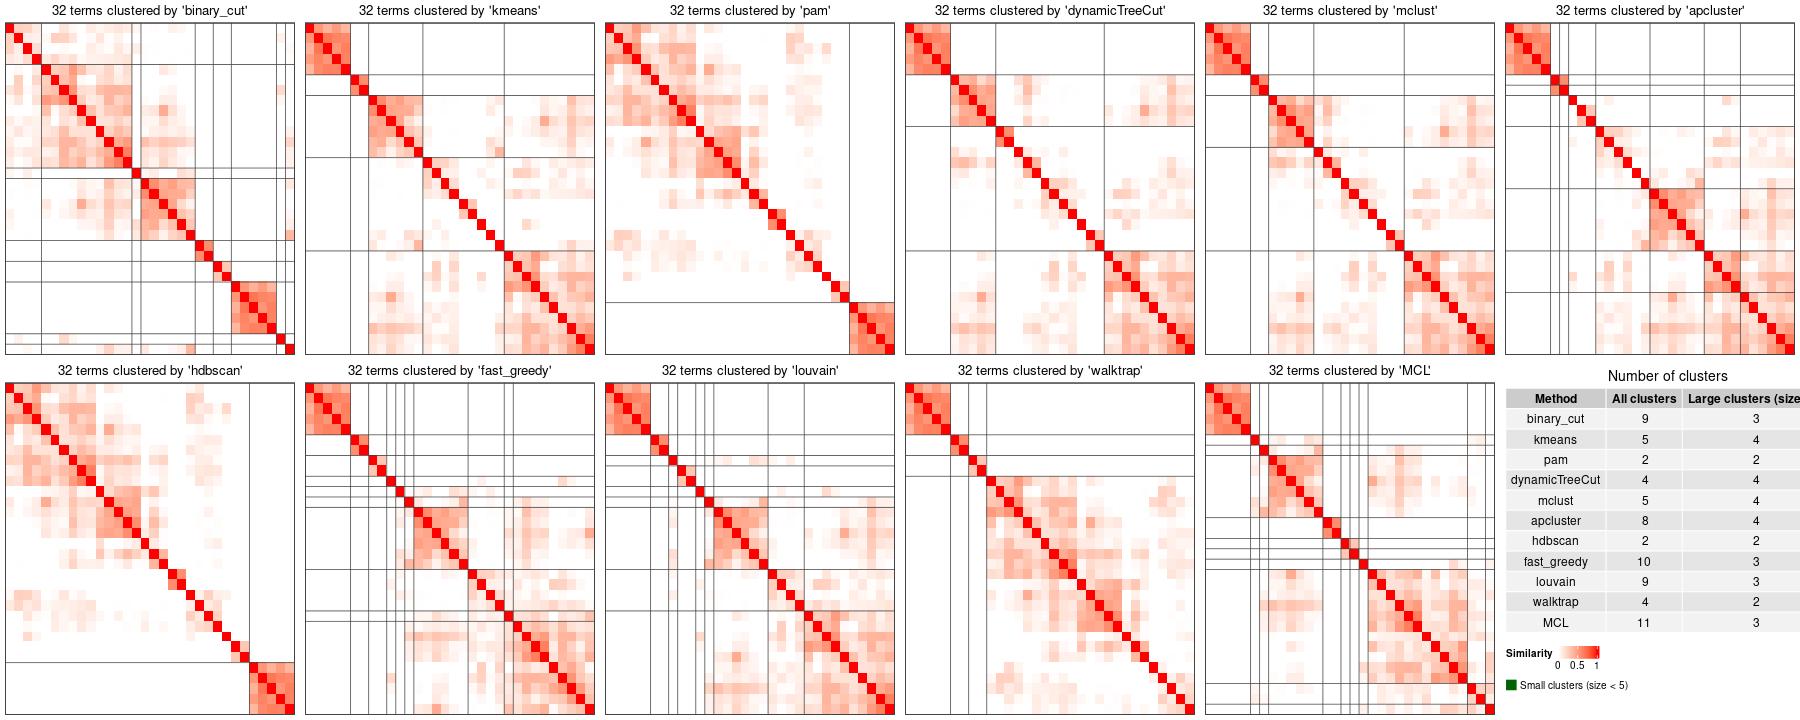 32 terms clustered by 'binary_cut'
32 terms clustered by 'kmeans'
32 terms clustered by 'pam'
32 terms clustered by 'dynamicTreeCut'
32 terms clustered by 'mclust'
32 terms clustered by 'apcluster'
32 terms clustered by 'hdbscan'
32 terms clustered by 'fast_greedy'
32 terms clustered by 'louvain'
32 terms clustered by 'walktrap'
32 terms clustered by 'MCL'
Number of clusters
Method All clusters Large clusters (size
binary_cut 9 3
kmeans 5 4
pam 2 2
dynamicTreeCut 4 4
mclust 5 4
apcluster 8 4
hdbscan 2 2
fast_greedy 10 3
louvain 9 3
walktrap 4 2
MCL 11 3
Similarity
0 0.5 1
Small clusters (size < 5)